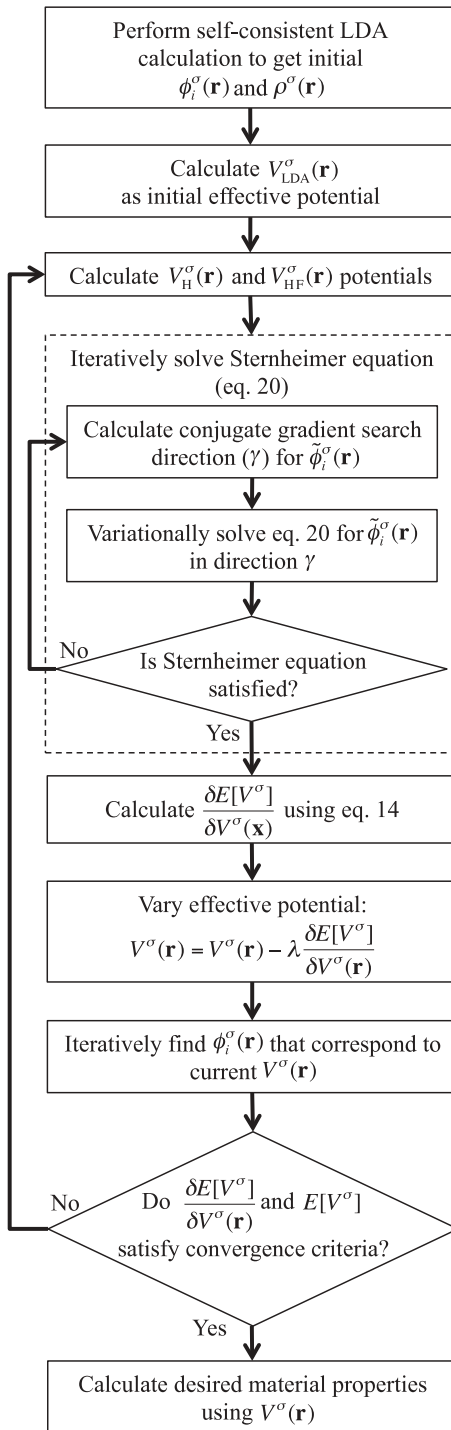 Perform self-consistent LDA
calculation to get initial
ϕᵢ^σ(r) and ρ^σ(r)
Calculate V_LDA^σ(r)
as initial effective potential
Calculate V_H^σ(r) and V_HF^σ(r) potentials
Iteratively solve Sternheimer equation
(eq. 20)
Calculate conjugate gradient search
direction (γ) for ϕ̃ᵢ^σ(r)
Variationally solve eq. 20 for ϕ̃ᵢ^σ(r)
in direction γ
No
Is Sternheimer equation
satisfied?
Yes
Calculate δE[V^σ]/δV^σ(x) using eq. 14
Vary effective potential:
V^σ(r) = V^σ(r) − λ δE[V^σ]/δV^σ(r)
Iteratively find ϕᵢ^σ(r) that correspond to
current V^σ(r)
No
Do δE[V^σ]/δV^σ(r) and E[V^σ]
satisfy convergence criteria?
Yes
Calculate desired material properties
using V^σ(r)